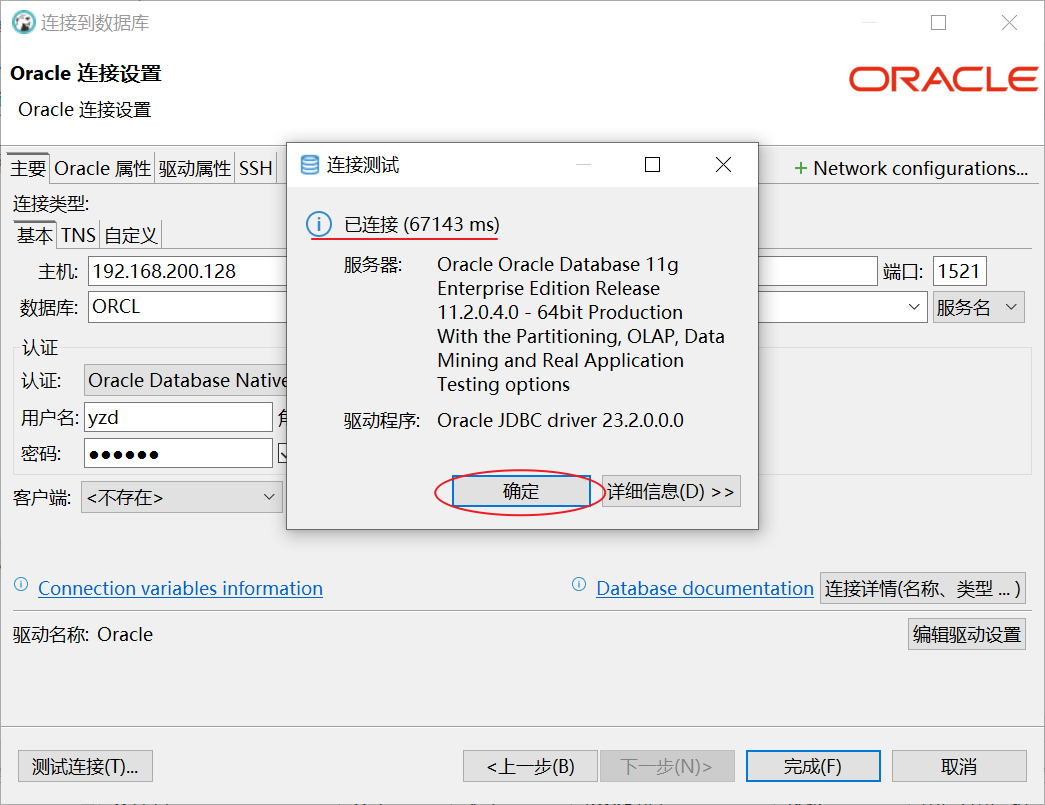 连接到数据库
Oracle 连接设置
Oracle 连接设置
ORACLE
主要 Oracle 属性 驱动属性 SSH
+ Network configurations...
连接类型:
基本 TNS 自定义
主机: 192.168.200.128
端口: 1521
数据库: ORCL
服务名
认证
认证: Oracle Database Native
用户名: yzd
密码: ●●●●●●
客户端: <不存在>
连接测试
已连接 (67143 ms)
服务器: Oracle Oracle Database 11g
Enterprise Edition Release
11.2.0.4.0 - 64bit Production
With the Partitioning, OLAP, Data
Mining and Real Application
Testing options
驱动程序: Oracle JDBC driver 23.2.0.0.0
确定 详细信息(D) >>
Connection variables information
Database documentation 连接详情(名称、类型 ... )
驱动名称: Oracle
编辑驱动设置
测试连接(T)... <上一步(B) 下一步(N)> 完成(F) 取消